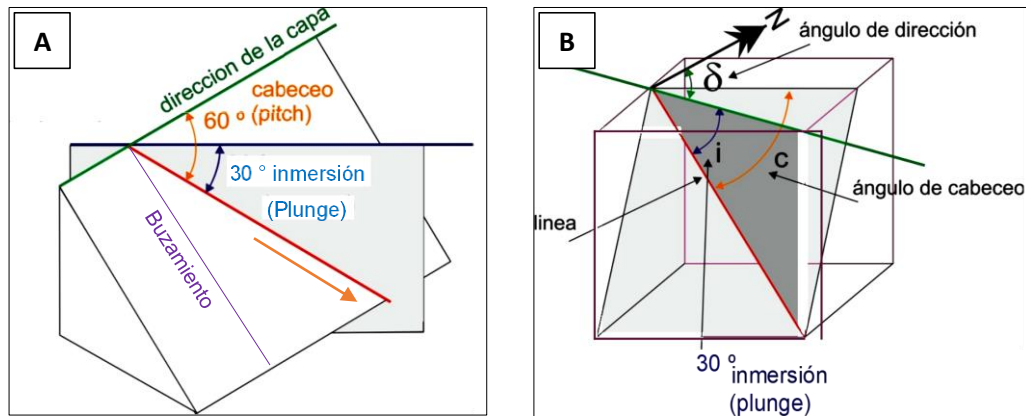 A
direccion de la capa
cabeceo
60 º (pitch)
30 ° inmersión
(Plunge)
Buzamiento
B
N
ángulo de dirección
δ
i
c
ángulo de cabeceo
linea
30 º
inmersión
(plunge)